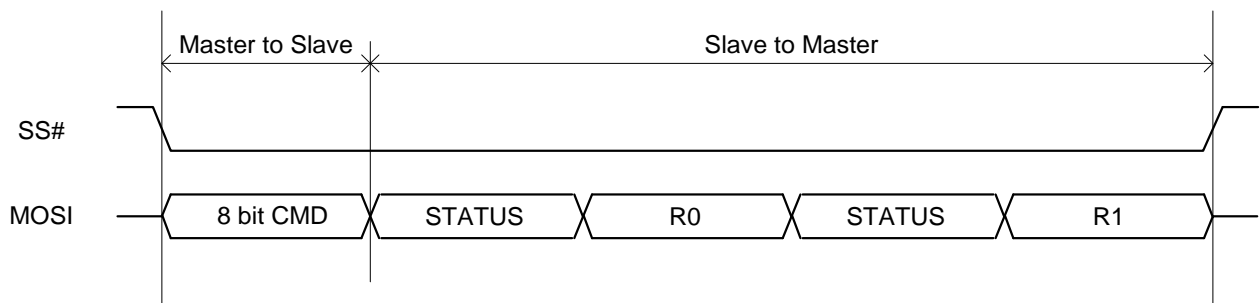 Master to Slave
Slave to Master
SS#
MOSI
8 bit CMD
STATUS
R0
STATUS
R1